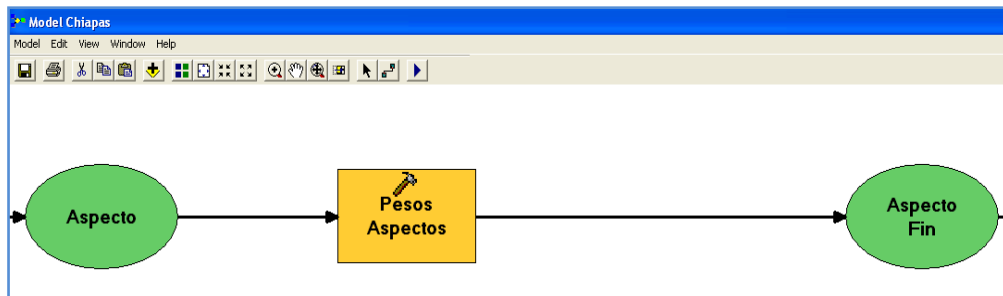 Model Chiapas
Model Edit View Window Help
Aspecto
Pesos
Aspectos
Aspecto
Fin